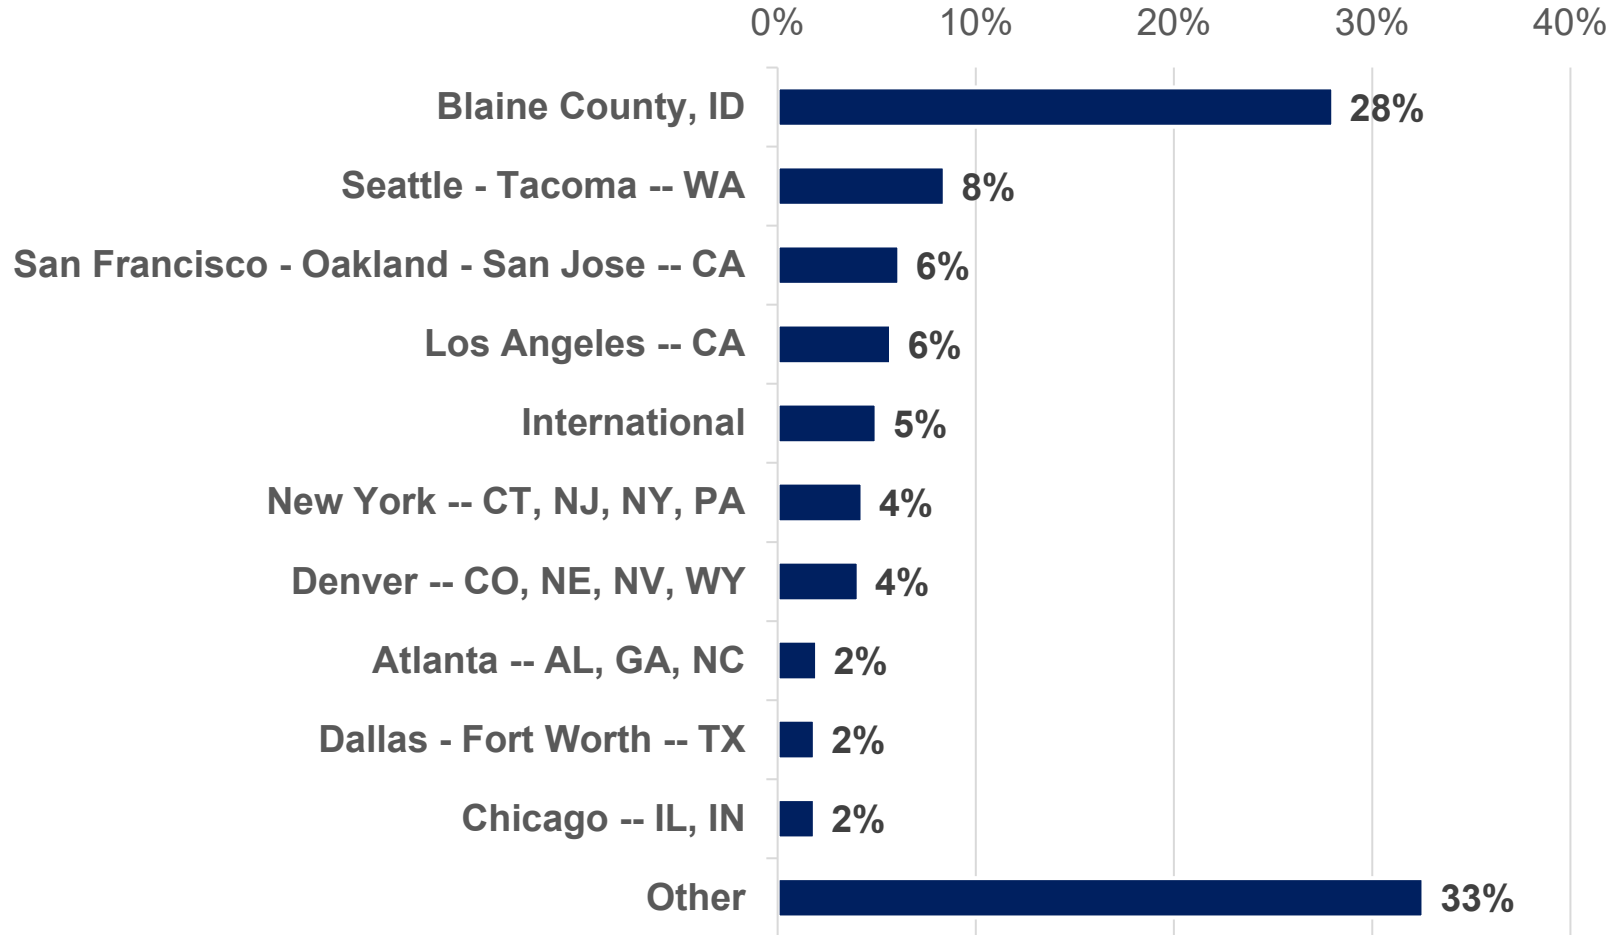 0% 10% 20% 30% 40%
Blaine County, ID 28%
Seattle - Tacoma -- WA 8%
San Francisco - Oakland - San Jose -- CA 6%
Los Angeles -- CA 6%
International 5%
New York -- CT, NJ, NY, PA 4%
Denver -- CO, NE, NV, WY 4%
Atlanta -- AL, GA, NC 2%
Dallas - Fort Worth -- TX 2%
Chicago -- IL, IN 2%
Other 33%